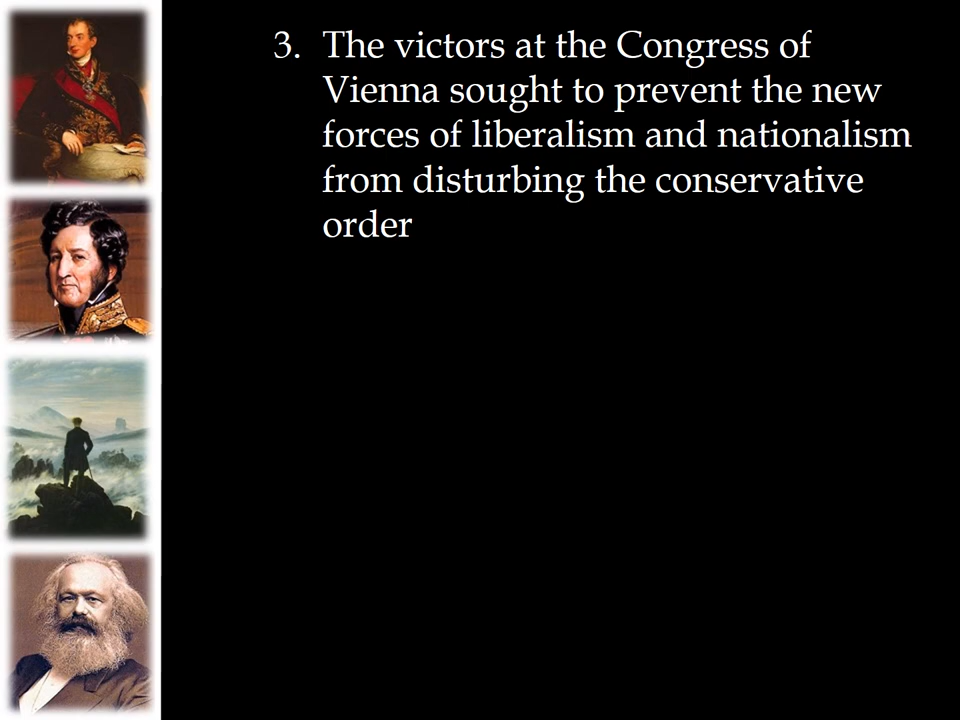 3. The victors at the Congress of
Vienna sought to prevent the new
forces of liberalism and nationalism
from disturbing the conservative
order